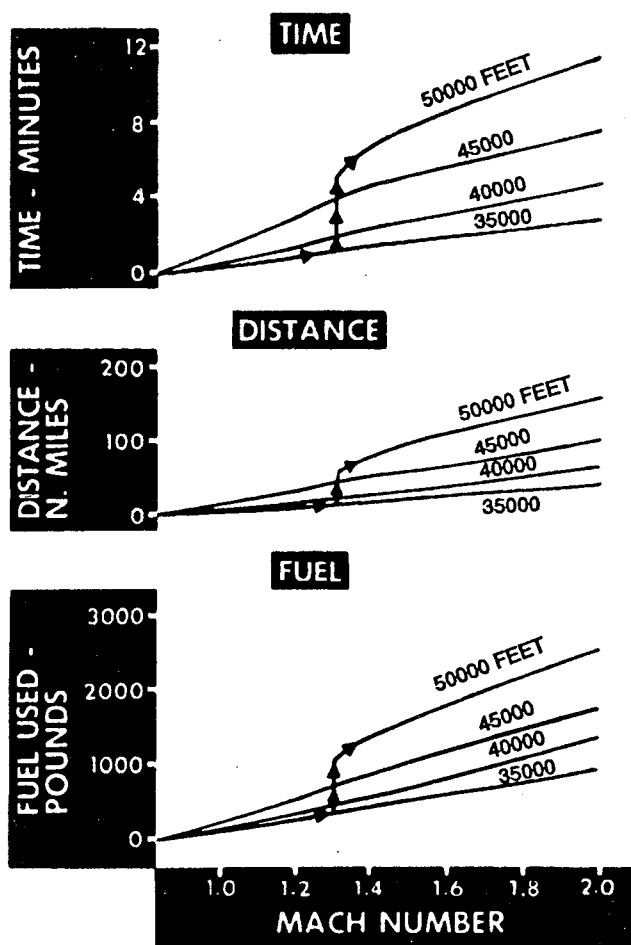 TIME
TIME - MINUTES
12
8
4
0
50000 FEET
45000
40000
35000
DISTANCE
DISTANCE -
N. MILES
200
100
0
50000 FEET
45000
40000
35000
FUEL
FUEL USED -
POUNDS
3000
2000
1000
0
50000 FEET
45000
40000
35000
1.0 1.2 1.4 1.6 1.8 2.0
MACH NUMBER